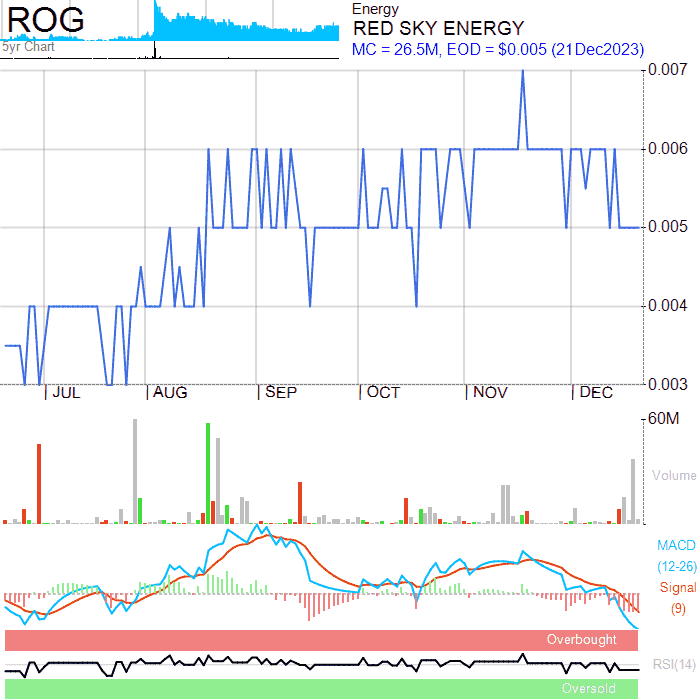 ROG
5yr Chart
Energy
RED SKY ENERGY
MC = 26.5M, EOD = $0.005 (21Dec2023)
0.007
0.006
0.005
0.004
0.003
JUL AUG SEP OCT NOV DEC
60M
Volume
MACD
(12-26)
Signal
(9)
Overbought
RSI(14)
Oversold